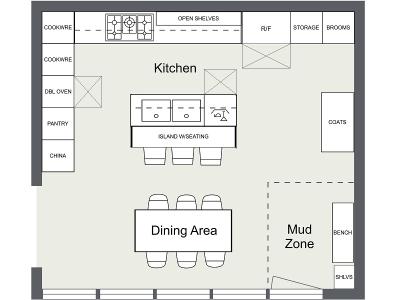 COOKWRE
OPEN SHELVES
R/F
STORAGE
BROOMS
COOKWRE
Kitchen
DBL OVEN
PANTRY
COATS
ISLAND W/SEATING
CHINA
Dining Area
Mud
Zone
BENCH
SHLVS